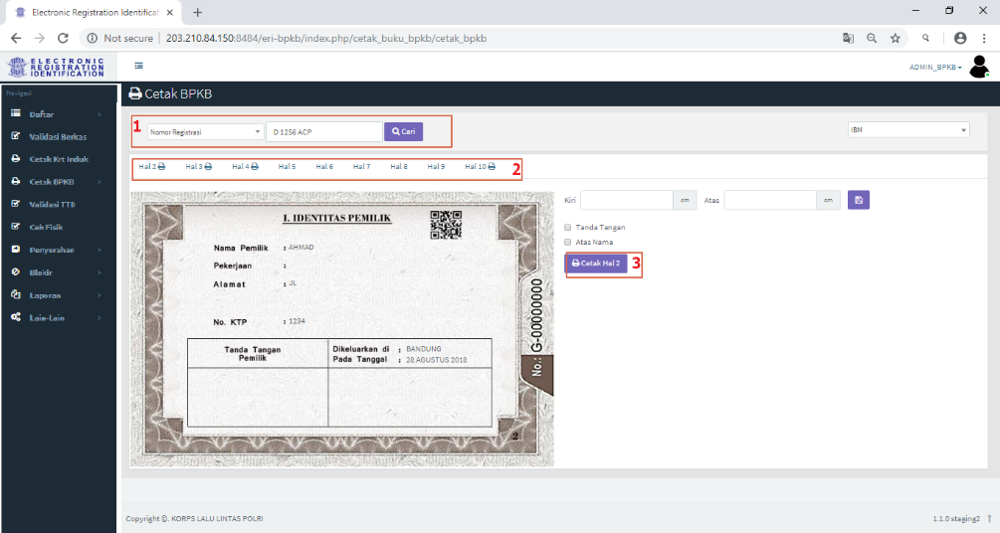 Electronic Registration Identificat
Not secure | 203.210.84.150:8484/eri-bpkb/index.php/cetak_buku_bpkb/cetak_bpkb
ELECTRONIC
REGISTRATION
IDENTIFICATION
ADMIN_BPKB
Navigasi
Cetak BPKB
Daftar
Validasi Berkas
Cetak Krt Induk
Cetak BPKB
Validasi TTD
Cek Fisik
Penyerahan
Blokir
Laporan
Lain-Lain
1
Nomor Registrasi
D 1256 ACP
Cari
IBM
Hal 2 Hal 3 Hal 4 Hal 5 Hal 6 Hal 7 Hal 8 Hal 9 Hal 10
2
I. IDENTITAS PEMILIK
Nama Pemilik : AHMAD
Pekerjaan :
Alamat : JL
No. KTP : 1234
Tanda Tangan
Pemilik
Dikeluarkan di : BANDUNG
Pada Tanggal : 28 AGUSTUS 2018
No.: G-00000000
2
Kiri cm Atas cm
Tanda Tangan
Atas Nama
Cetak Hal 2
3
Copyright ©. KORPS LALU LINTAS POLRI
1.1.0 staging2